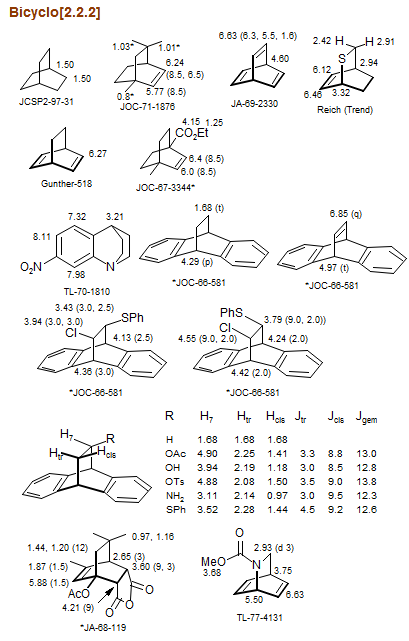 Bicyclo[2.2.2]
1.50
1.50
JCSP2-97-31
1.03*
1.01*
6.24
(8.5, 6.5)
5.77 (8.5)
0.8*
JOC-71-1876
6.63 (6.3, 5.5, 1.6)
4.60
JA-69-2330
2.42 H
H 2.91
S
2.94
6.12
6.46
3.32
Reich (Trend)
6.27
Gunther-518
4.15 1.25
CO2Et
6.4 (8.5)
6.0 (8.5)
JOC-67-3344*
7.32
3.21
8.11
O2N
7.98
N
TL-70-1810
1.68 (t)
4.29 (p)
*JOC-66-581
6.85 (q)
4.97 (t)
*JOC-66-581
3.43 (3.0, 2.5)
SPh
3.94 (3.0, 3.0)
Cl
4.13 (2.5)
4.36 (3.0)
*JOC-66-581
PhS
3.79 (9.0, 2.0))
Cl
4.55 (9.0, 2.0)
4.24 (2.0)
4.42 (2.0)
*JOC-66-581
H7
R
Htr
Hcis
R H7 Htr Hcis Jtr Jcis Jgem
H 1.68 1.68 1.68
OAc 4.90 2.25 1.41 3.3 8.8 13.0
OH 3.94 2.19 1.18 3.0 8.5 12.8
OTs 4.88 2.08 1.50 3.5 9.0 13.8
NH2 3.11 2.14 0.97 3.0 9.5 12.3
SPh 3.52 2.28 1.44 4.5 9.2 12.6
0.97, 1.16
1.44, 1.20 (12)
2.65 (3)
1.87 (1.5)
3.60 (9, 3)
5.88 (1.5)
AcO
O
O
O
4.21 (9)
*JA-68-119
O
MeO
3.68
2.93 (d 3)
N
3.75
6.63
5.50
TL-77-4131